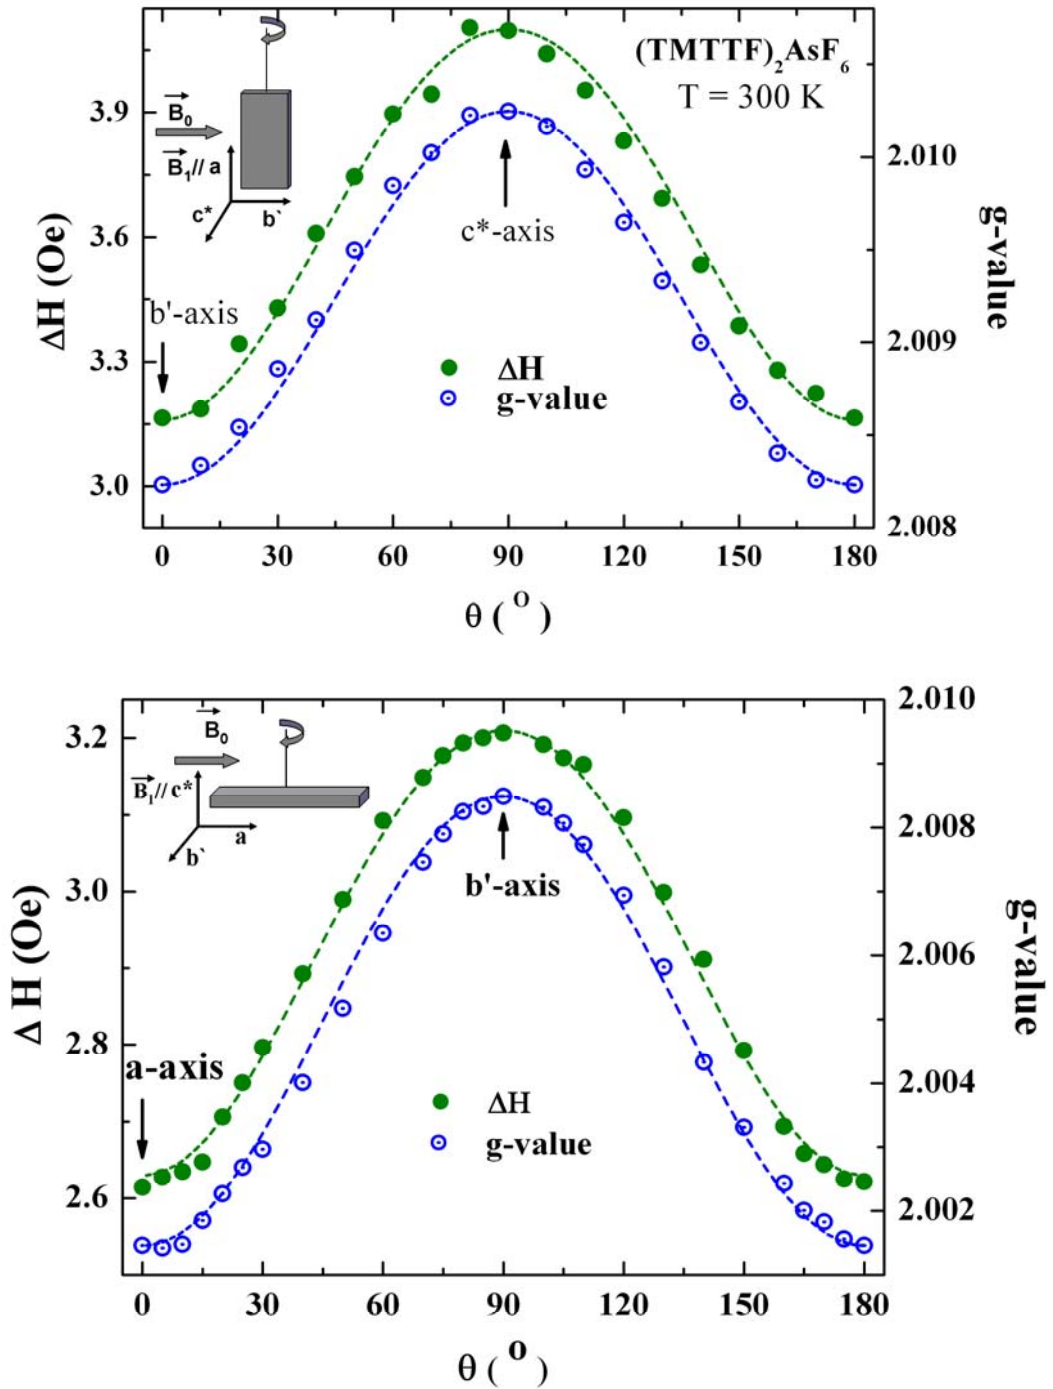 (TMTTF)₂AsF₆
T = 300 K
B₀
B₁// a
c*
b`
b'-axis
c*-axis
ΔH
g-value
3.9
3.6
3.3
3.0
ΔH (Oe)
2.010
2.009
2.008
g-value
0 30 60 90 120 150 180
θ ( O )
B₀
B₁// c*
a
b`
a-axis
b'-axis
ΔH
g-value
3.2
3.0
2.8
2.6
Δ H (Oe)
2.010
2.008
2.006
2.004
2.002
g-value
0 30 60 90 120 150 180
θ ( o )